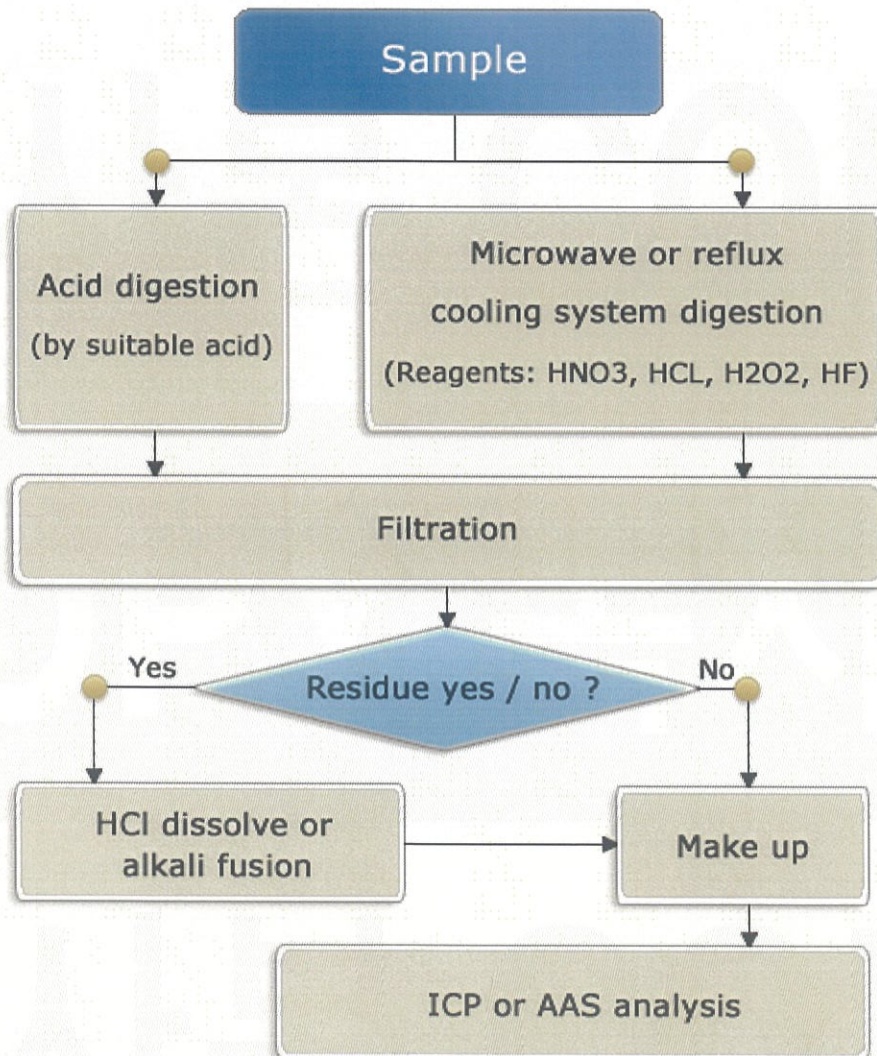 Sample
Acid digestion
(by suitable acid)
Microwave or reflux
cooling system digestion
(Reagents: HNO3, HCL, H2O2, HF)
Filtration
Yes
Residue yes / no ?
No
HCl dissolve or
alkali fusion
Make up
ICP or AAS analysis